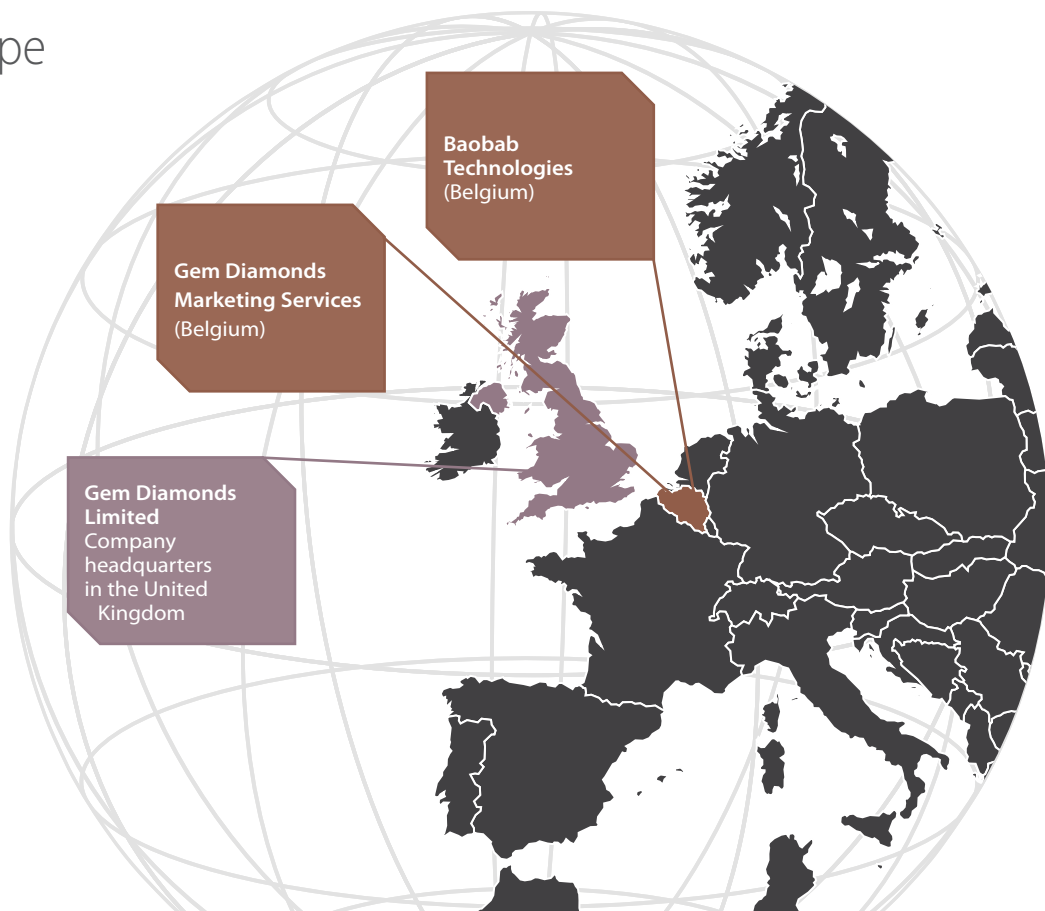 pe
Baobab
Technologies
(Belgium)
Gem Diamonds
Marketing Services
(Belgium)
Gem Diamonds
Limited
Company
headquarters
in the United
Kingdom